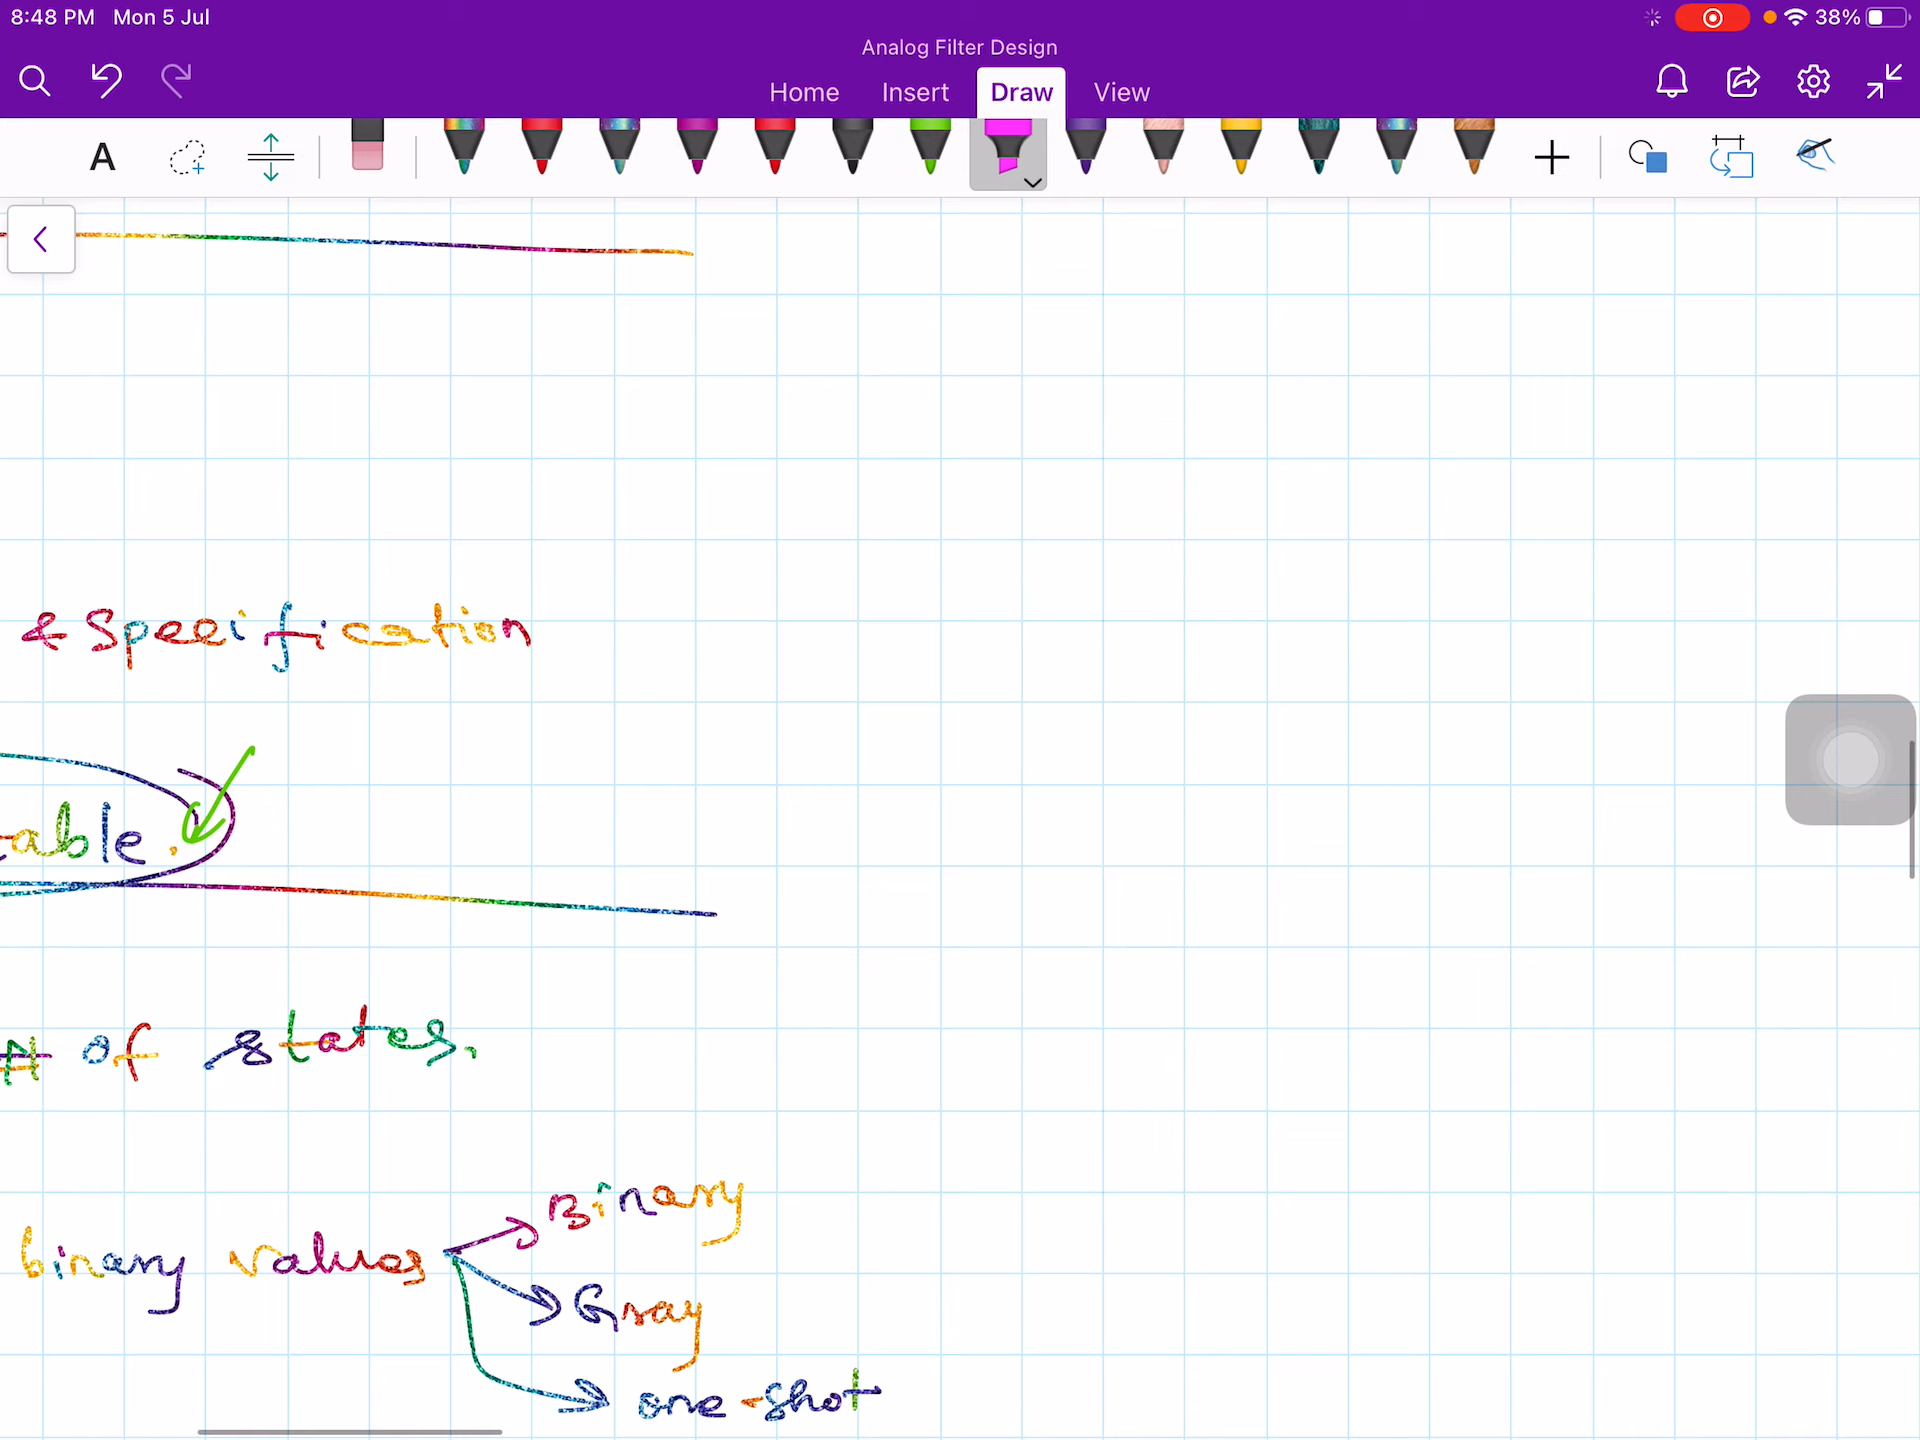 8:48 PM Mon 5 Jul
38%
Analog Filter Design
Home Insert Draw View
A
& Specification
table.
# of states.
binary values
Binary
Gray
one-shot